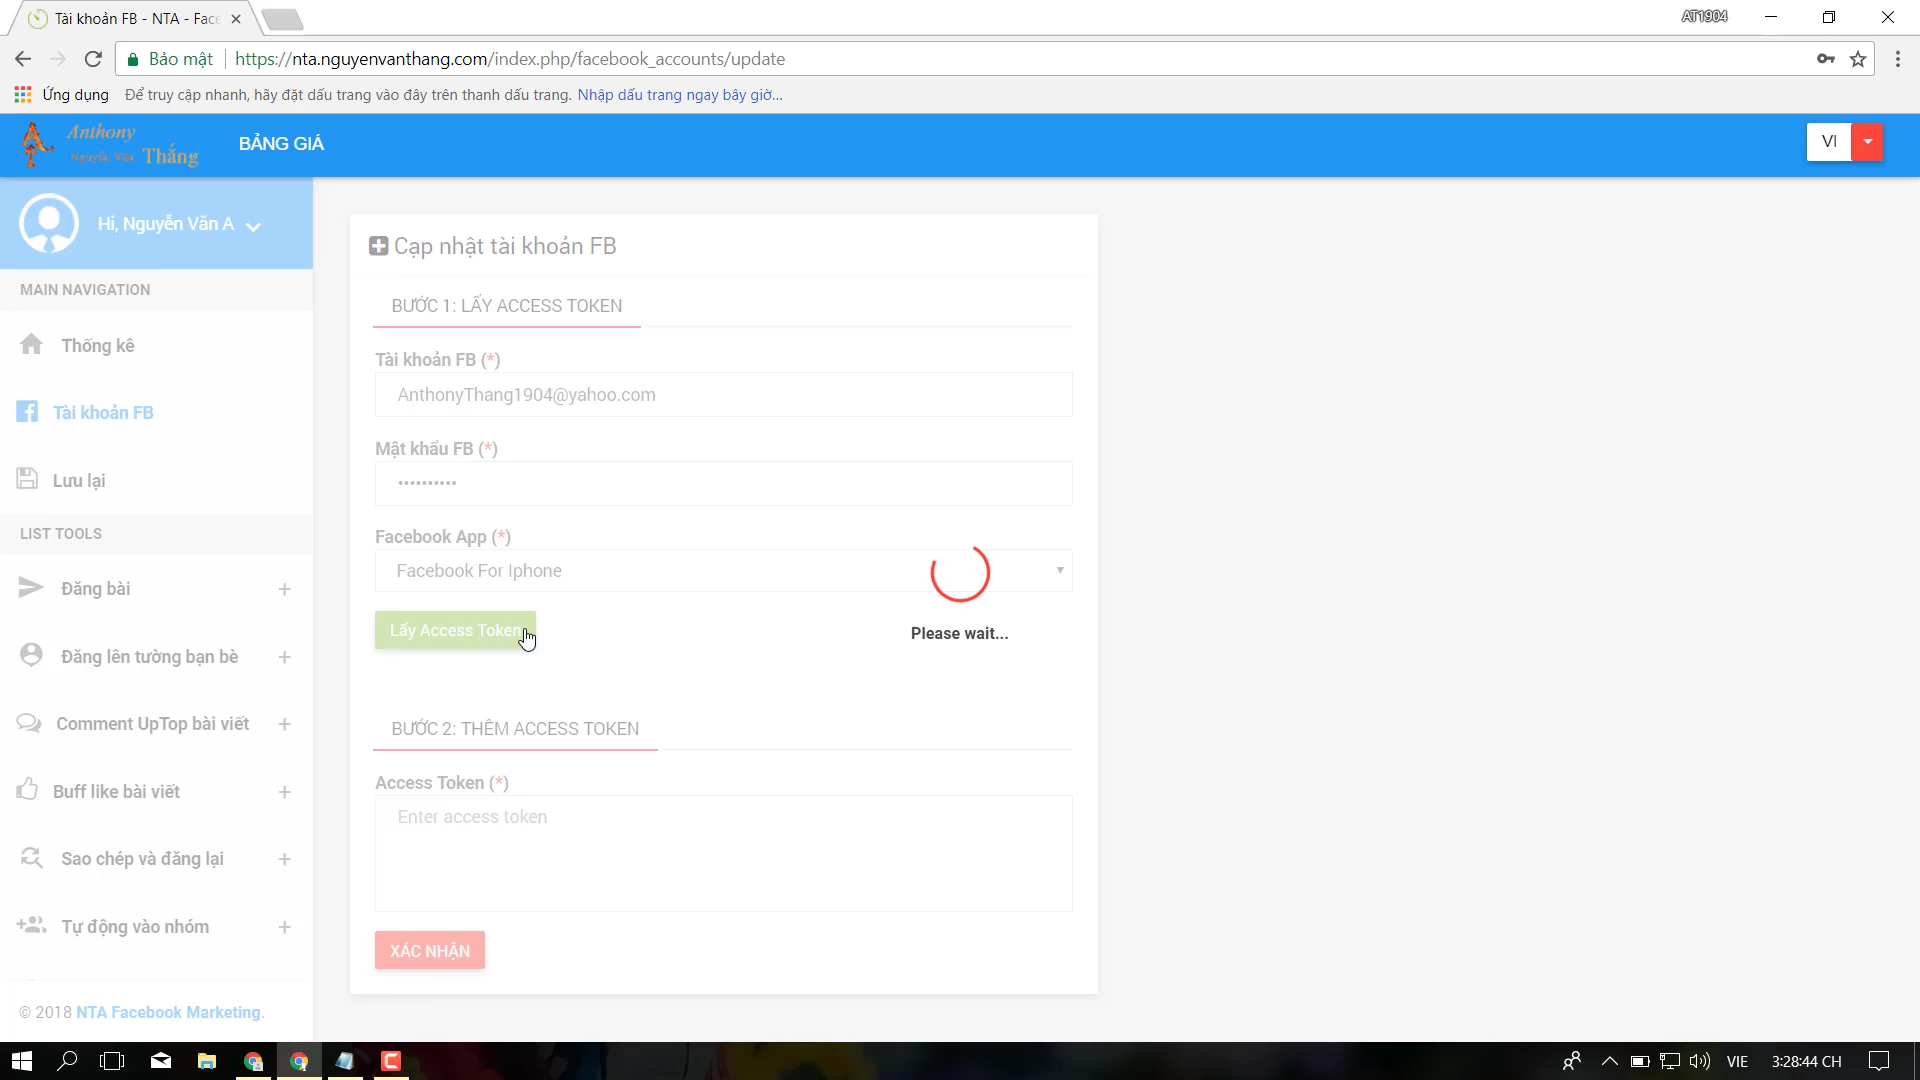 Tài khoản FB - NTA - Face
AT1904
Bảo mật
https://nta.nguyenvanthang.com/index.php/facebook_accounts/update
Ứng dụng
Để truy cập nhanh, hãy đặt dấu trang vào đây trên thanh dấu trang.
Nhập dấu trang ngay bây giờ...
Anthony
Nguyễn Văn Thắng
BẢNG GIÁ
VI
Hi, Nguyễn Văn A
MAIN NAVIGATION
Thống kê
Tài khoản FB
Lưu lại
LIST TOOLS
Đăng bài
Đăng lên tường bạn bè
Comment UpTop bài viết
Buff like bài viết
Sao chép và đăng lại
Tự động vào nhóm
© 2018 NTA Facebook Marketing.
Cạp nhật tài khoản FB
BƯỚC 1: LẤY ACCESS TOKEN
Tài khoản FB (*)
AnthonyThang1904@yahoo.com
Mật khẩu FB (*)
••••••••••
Facebook App (*)
Facebook For Iphone
Lấy Access Token
Please wait...
BƯỚC 2: THÊM ACCESS TOKEN
Access Token (*)
Enter access token
XÁC NHẬN
VIE
3:28:44 CH